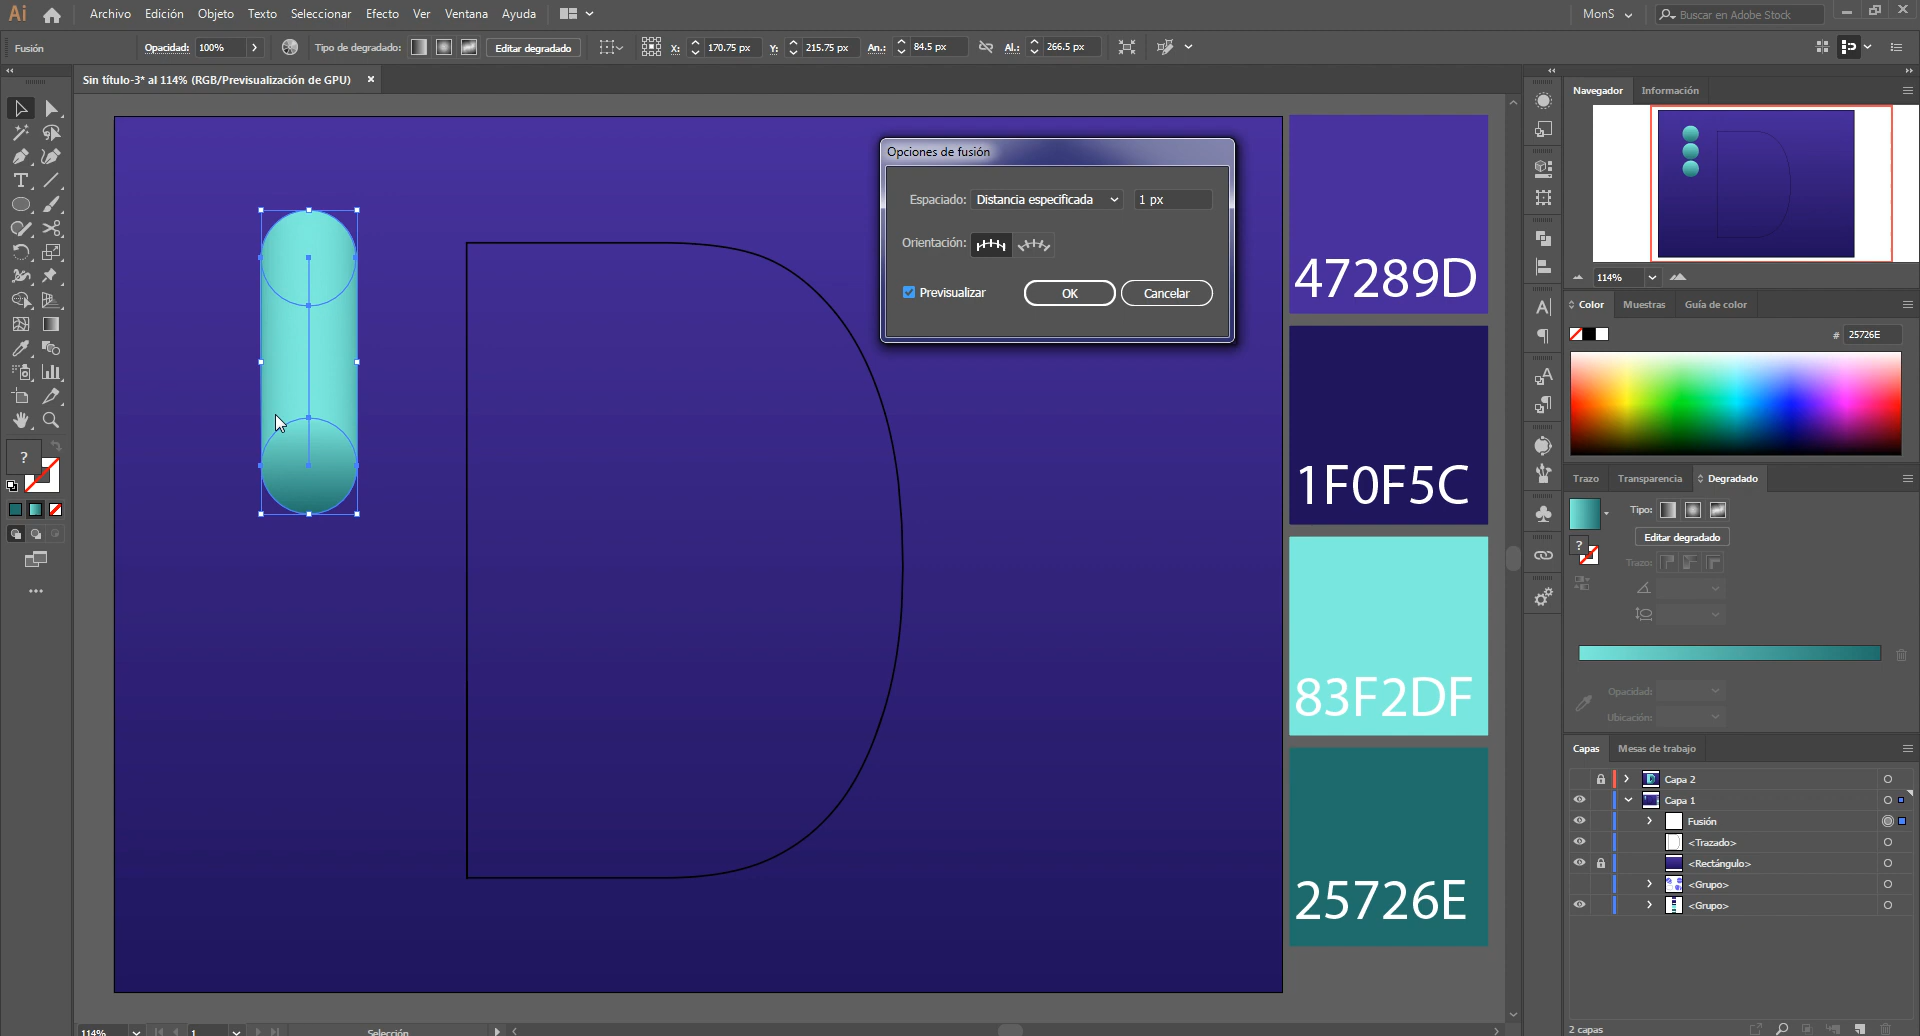 Ai Archivo Edición Objeto Texto Seleccionar Efecto Ver Ventana Ayuda MonS Buscar en Adobe Stock
Fusión Opacidad: 100% Tipo de degradado: Editar degradado X: 170.75 px Y: 215.75 px An.: 84.5 px Al.: 266.5 px
Sin título-3* al 114% (RGB/Previsualización de GPU) ×
Opciones de fusión
Espaciado: Distancia especificada 1 px
Orientación:
Previsualizar OK Cancelar
47289D
1F0F5C
83F2DF
25726E
Navegador Información
114%
Color Muestras Guía de color
# 25726E
Trazo Transparencia Degradado
Tipo:
Editar degradado
Trazo:
Opacidad:
Ubicación:
Capas Mesas de trabajo
Capa 2
Capa 1
Fusión
<Trazado>
<Rectángulo>
<Grupo>
<Grupo>
2 capas
114% 1 Selección